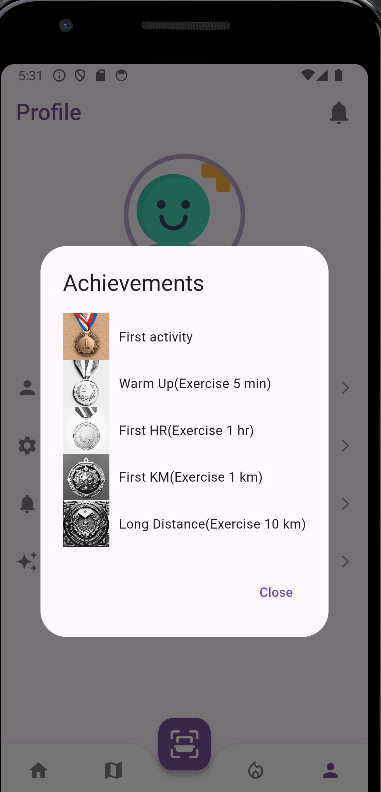 5:31
Profile
Achievements
First activity
Warm Up(Exercise 5 min)
First HR(Exercise 1 hr)
First KM(Exercise 1 km)
Long Distance(Exercise 10 km)
Close